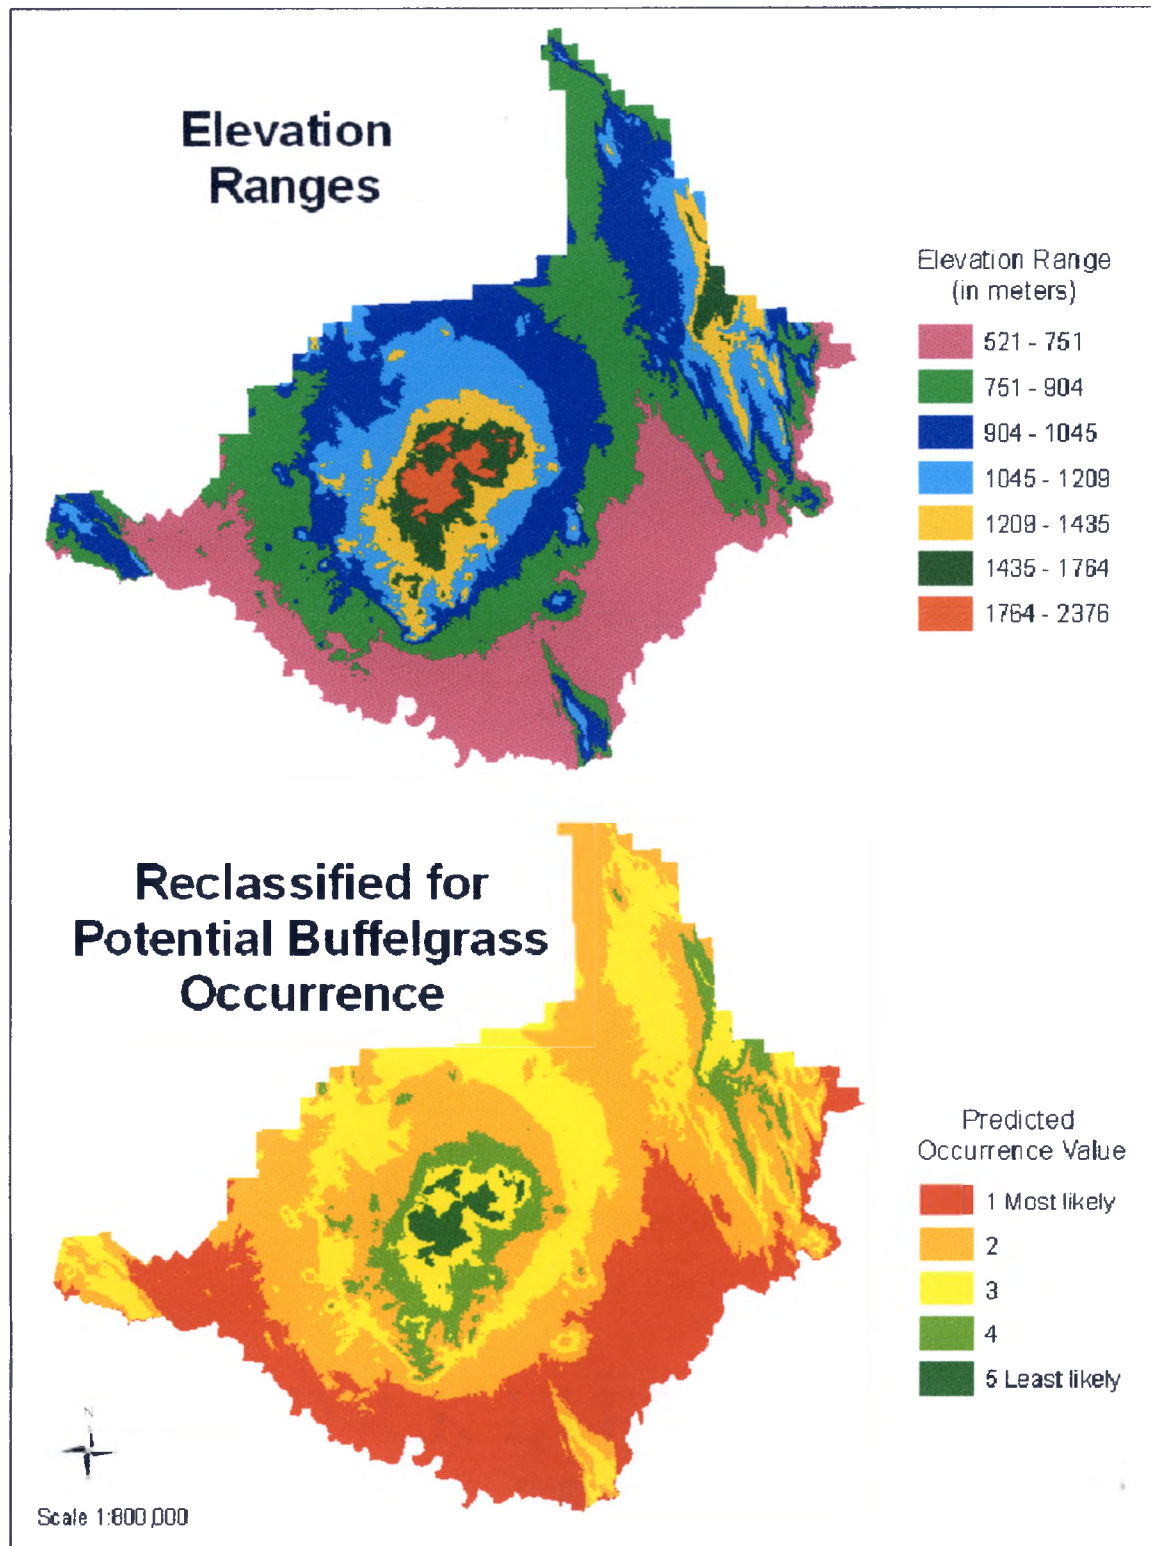 Elevation
Ranges
Elevation Range
(in meters)
521 - 751
751 - 904
904 - 1045
1045 - 1209
1209 - 1435
1435 - 1764
1764 - 2376
Reclassified for
Potential Buffelgrass
Occurrence
Predicted
Occurrence Value
1 Most likely
2
3
4
5 Least likely
N
Scale 1:800,000